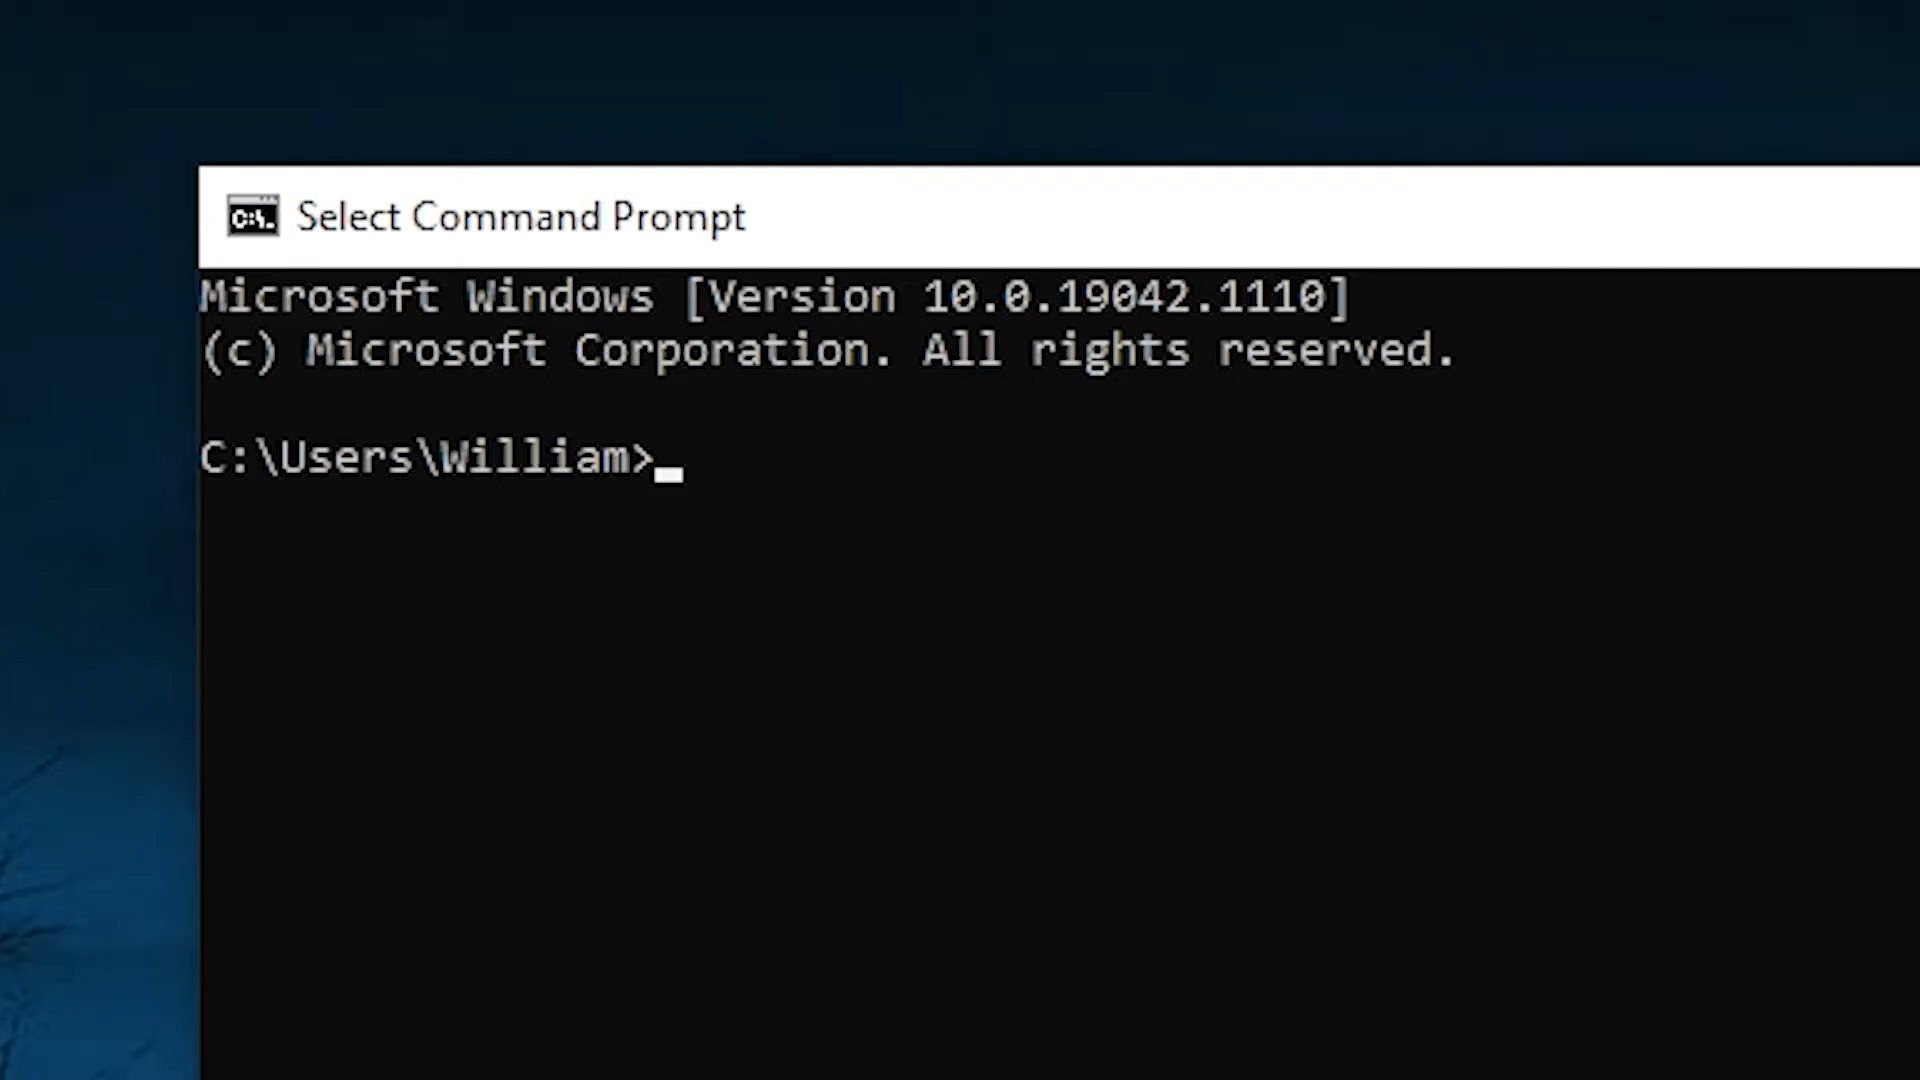 C:\.
Select Command Prompt
Microsoft Windows [Version 10.0.19042.1110]
(c) Microsoft Corporation. All rights reserved.
C:\Users\William>